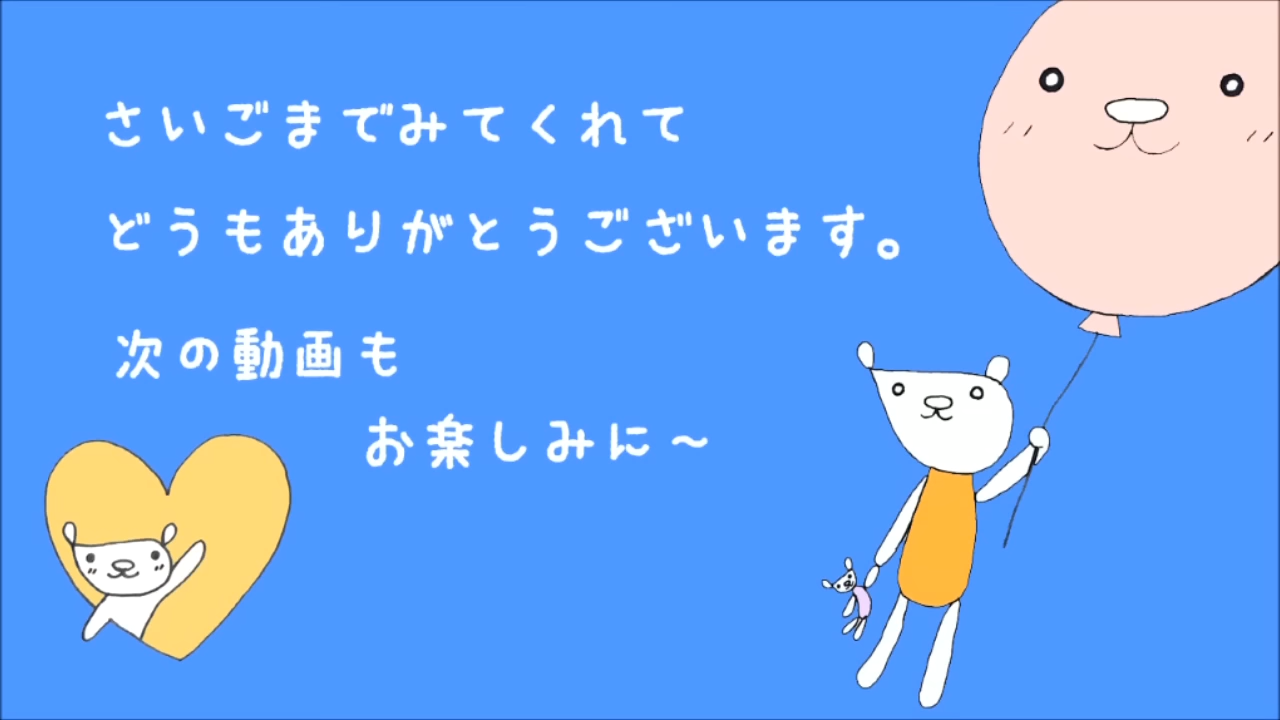 さいごまでみてくれて
どうもありがとうございます。
次の動画も
お楽しみに～